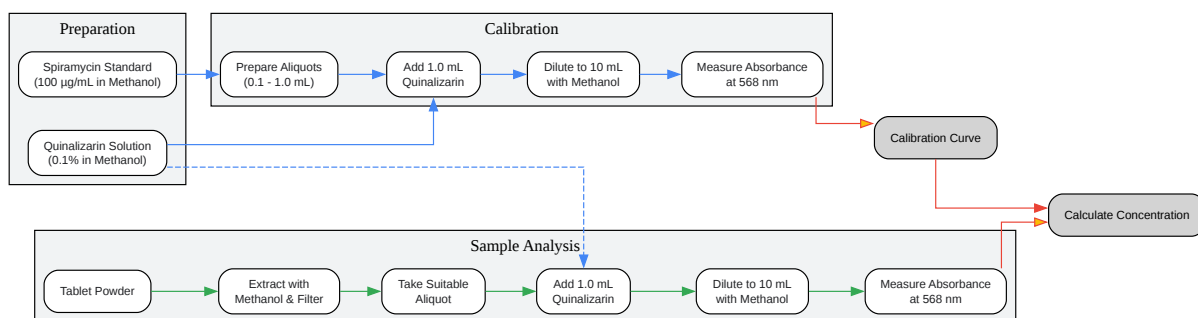 Preparation
Spiramycin Standard
(100 µg/mL in Methanol)
Quinalizarin Solution
(0.1% in Methanol)
Calibration
Prepare Aliquots
(0.1 - 1.0 mL)
Add 1.0 mL
Quinalizarin
Dilute to 10 mL
with Methanol
Measure Absorbance
at 568 nm
Calibration Curve
Calculate Concentration
Sample Analysis
Tablet Powder
Extract with
Methanol & Filter
Take Suitable
Aliquot
Add 1.0 mL
Quinalizarin
Dilute to 10 mL
with Methanol
Measure Absorbance
at 568 nm